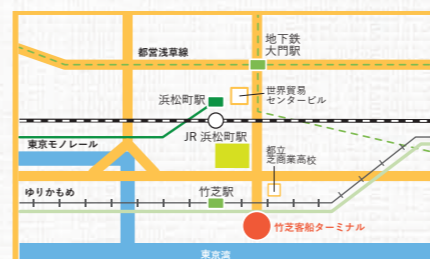 地下鉄
大門駅
都営浅草線
世界貿易
センタービル
浜松町駅
JR 浜松町駅
東京モノレール
都立
芝商業高校
ゆりかもめ
竹芝駅
竹芝客船ターミナル
東京湾